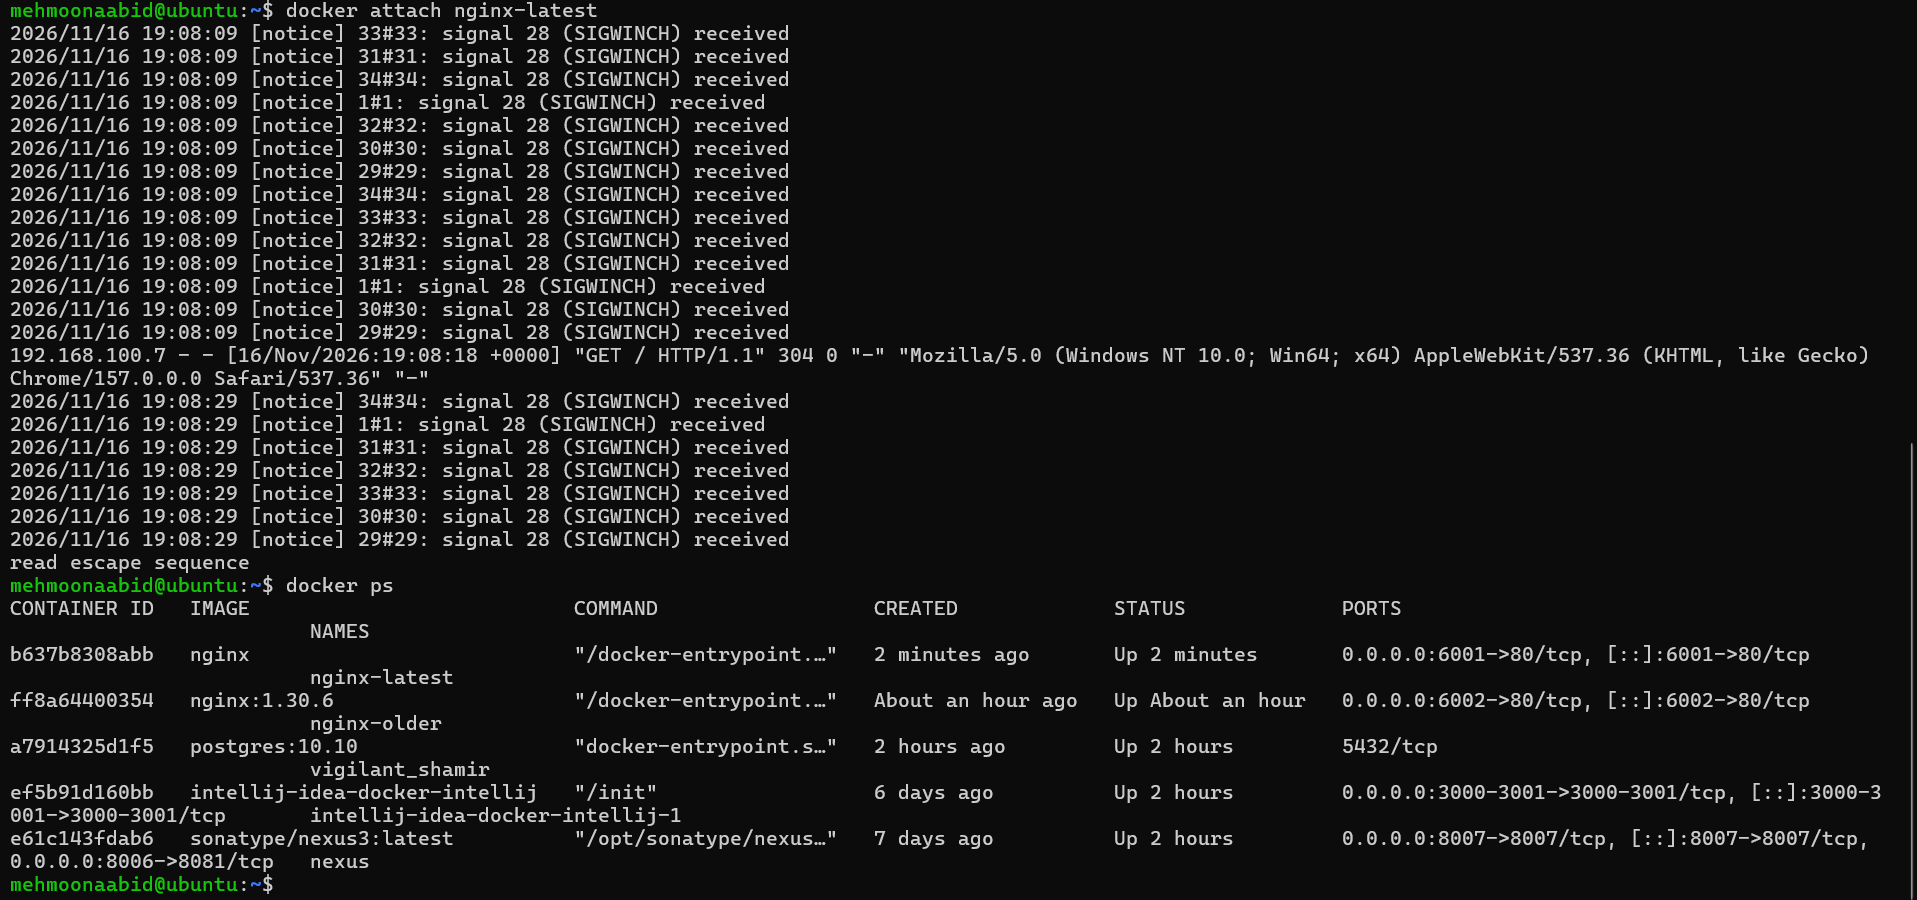 mehmoonaabid@ubuntu:~$ docker attach nginx-latest
2026/11/16 19:08:09 [notice] 33#33: signal 28 (SIGWINCH) received
2026/11/16 19:08:09 [notice] 31#31: signal 28 (SIGWINCH) received
2026/11/16 19:08:09 [notice] 34#34: signal 28 (SIGWINCH) received
2026/11/16 19:08:09 [notice] 1#1: signal 28 (SIGWINCH) received
2026/11/16 19:08:09 [notice] 32#32: signal 28 (SIGWINCH) received
2026/11/16 19:08:09 [notice] 30#30: signal 28 (SIGWINCH) received
2026/11/16 19:08:09 [notice] 29#29: signal 28 (SIGWINCH) received
2026/11/16 19:08:09 [notice] 34#34: signal 28 (SIGWINCH) received
2026/11/16 19:08:09 [notice] 33#33: signal 28 (SIGWINCH) received
2026/11/16 19:08:09 [notice] 32#32: signal 28 (SIGWINCH) received
2026/11/16 19:08:09 [notice] 31#31: signal 28 (SIGWINCH) received
2026/11/16 19:08:09 [notice] 1#1: signal 28 (SIGWINCH) received
2026/11/16 19:08:09 [notice] 30#30: signal 28 (SIGWINCH) received
2026/11/16 19:08:09 [notice] 29#29: signal 28 (SIGWINCH) received
192.168.100.7 - - [16/Nov/2026:19:08:18 +0000] "GET / HTTP/1.1" 304 0 "-" "Mozilla/5.0 (Windows NT 10.0; Win64; x64) AppleWebKit/537.36 (KHTML, like Gecko)
Chrome/157.0.0.0 Safari/537.36" "-"
2026/11/16 19:08:29 [notice] 34#34: signal 28 (SIGWINCH) received
2026/11/16 19:08:29 [notice] 1#1: signal 28 (SIGWINCH) received
2026/11/16 19:08:29 [notice] 31#31: signal 28 (SIGWINCH) received
2026/11/16 19:08:29 [notice] 32#32: signal 28 (SIGWINCH) received
2026/11/16 19:08:29 [notice] 33#33: signal 28 (SIGWINCH) received
2026/11/16 19:08:29 [notice] 30#30: signal 28 (SIGWINCH) received
2026/11/16 19:08:29 [notice] 29#29: signal 28 (SIGWINCH) received
read escape sequence
mehmoonaabid@ubuntu:~$ docker ps
CONTAINER ID   IMAGE                           COMMAND                  CREATED             STATUS             PORTS
                         NAMES
b637b8308abb   nginx                           "/docker-entrypoint.…"   2 minutes ago       Up 2 minutes       0.0.0.0:6001->80/tcp, [::]:6001->80/tcp
                         nginx-latest
ff8a64400354   nginx:1.30.6                    "/docker-entrypoint.…"   About an hour ago   Up About an hour   0.0.0.0:6002->80/tcp, [::]:6002->80/tcp
                         nginx-older
a7914325d1f5   postgres:10.10                  "docker-entrypoint.s…"   2 hours ago         Up 2 hours         5432/tcp
                         vigilant_shamir
ef5b91d160bb   intellij-idea-docker-intellij   "/init"                  6 days ago          Up 2 hours         0.0.0.0:3000-3001->3000-3001/tcp, [::]:3000-3
001->3000-3001/tcp       intellij-idea-docker-intellij-1
e61c143fdab6   sonatype/nexus3:latest          "/opt/sonatype/nexus…"   7 days ago          Up 2 hours         0.0.0.0:8007->8007/tcp, [::]:8007->8007/tcp,
0.0.0.0:8006->8081/tcp   nexus
mehmoonaabid@ubuntu:~$